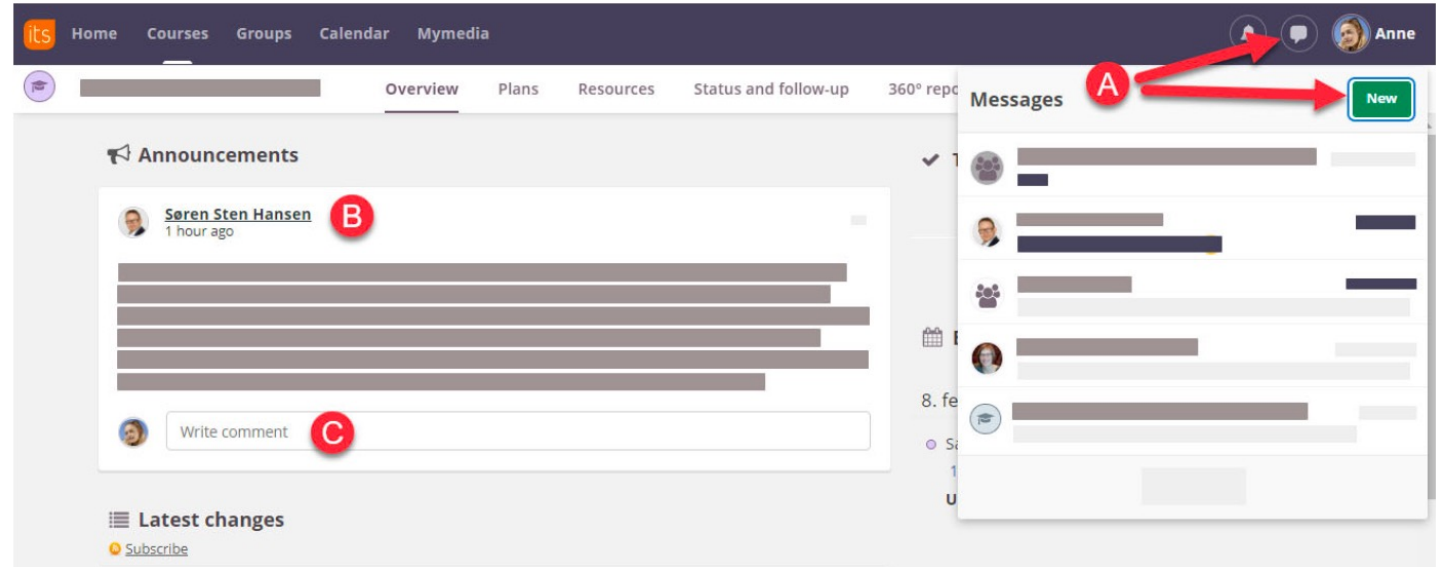 its Home Courses Groups Calendar Mymedia Anne
Overview Plans Resources Status and follow-up 360° repo
Messages A New
Announcements
Søren Sten Hansen B
1 hour ago
8. fe
Sa
Write comment C
Latest changes
Subscribe